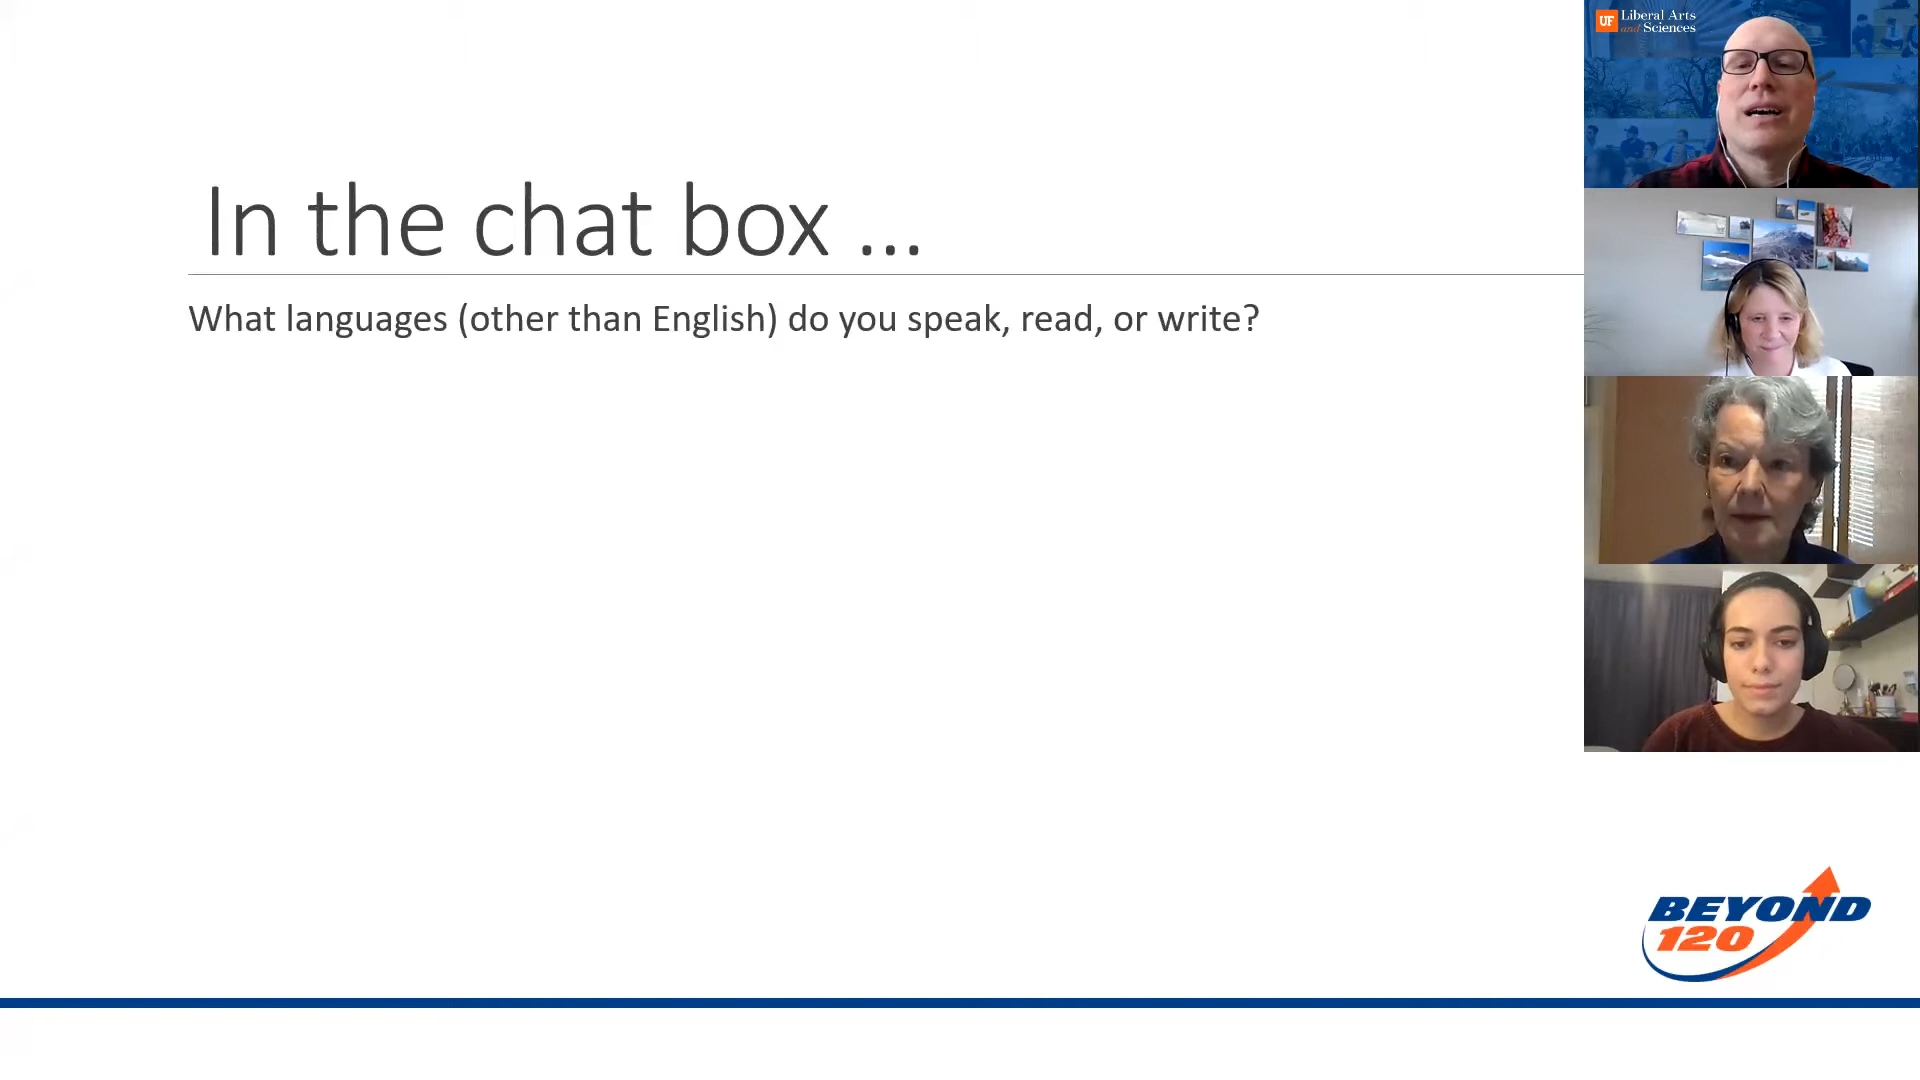 In the chat box ...
What languages (other than English) do you speak, read, or write?
UF Liberal Arts
and Sciences
BEYOND
120